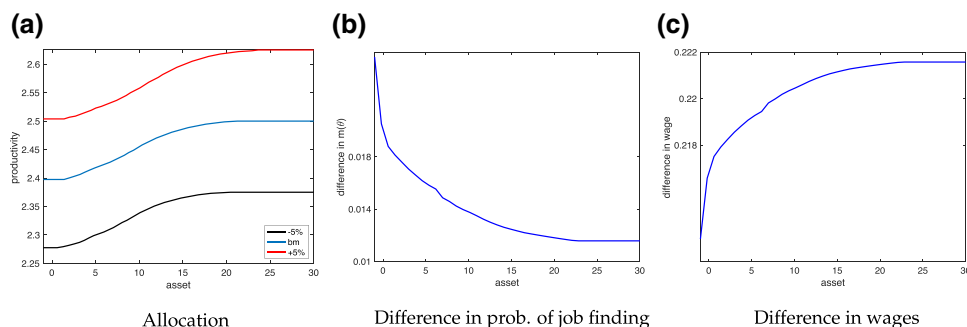 (a)
2.6
2.55
2.5
2.45
2.4
2.35
2.3
2.25
productivity
0 5 10 15 20 25 30
asset
-5%
bm
+5%
Allocation
(b)
0.018
0.014
0.01
difference in m(θ)
0 5 10 15 20 25 30
asset
Difference in prob. of job finding
(c)
0.222
0.22
0.218
difference in wage
0 5 10 15 20 25 30
asset
Difference in wages